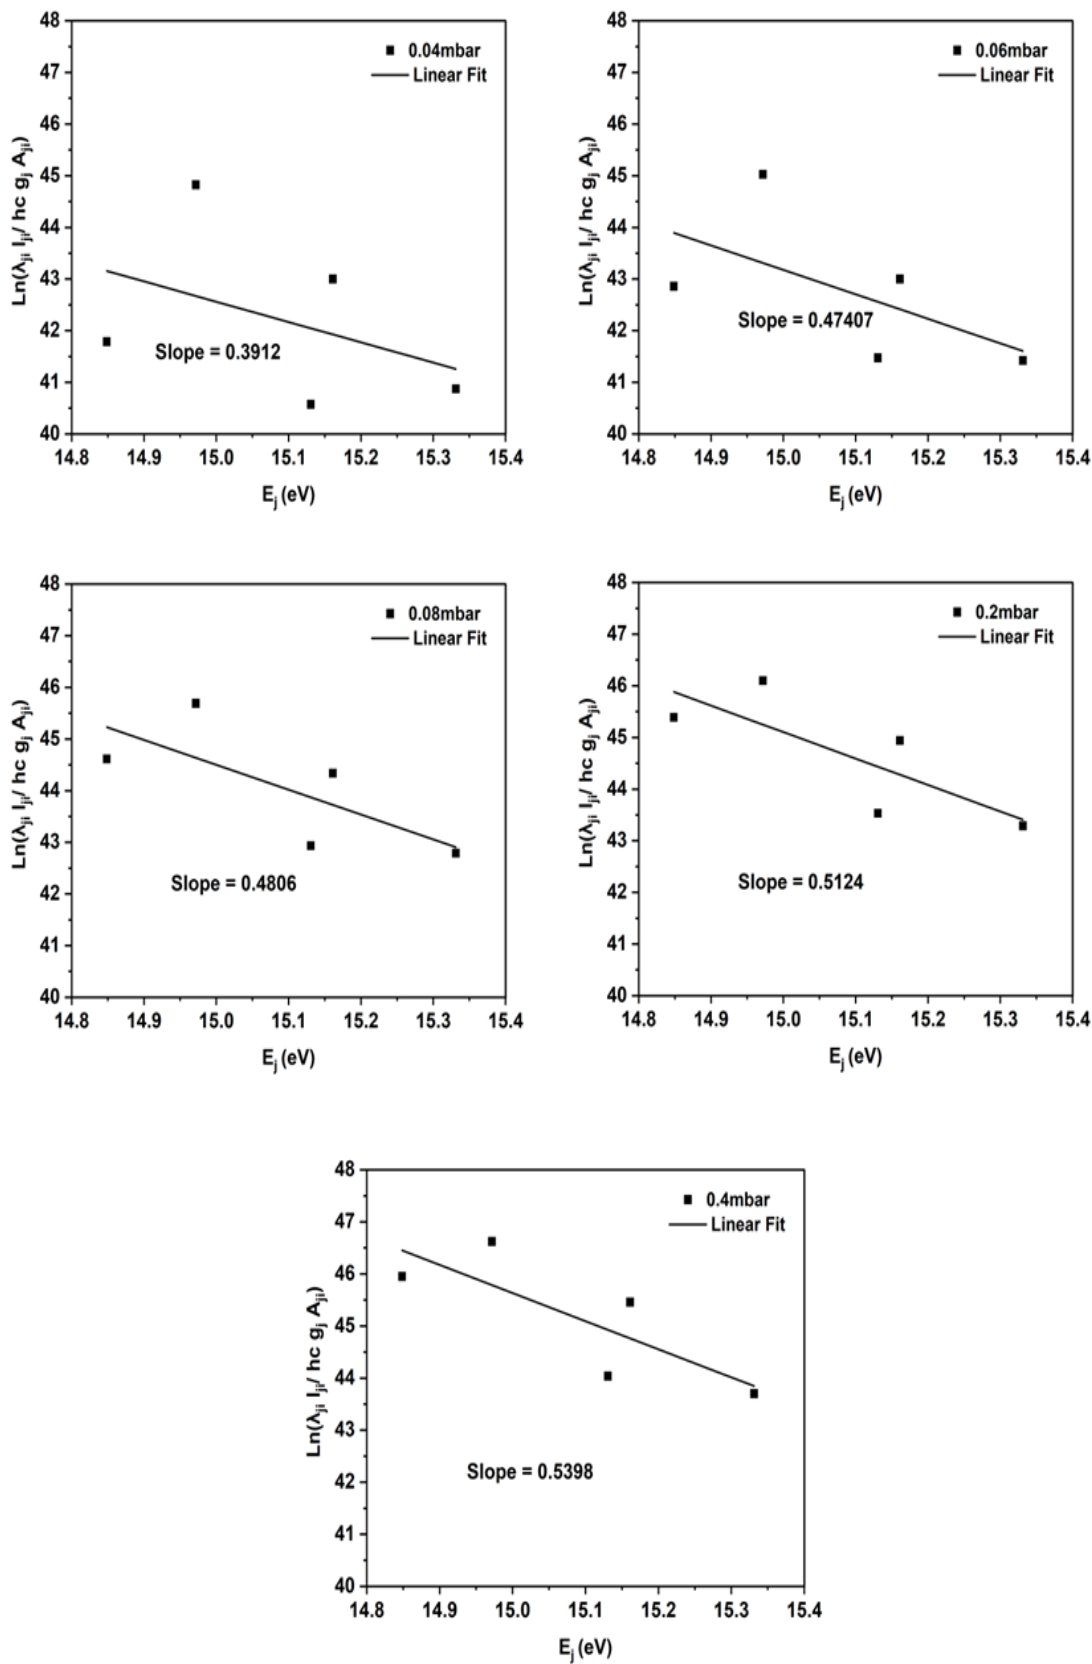 48
47
46
45
44
43
42
41
40
Ln(λji Iji/ hc gj Aji)
0.04mbar
Linear Fit
Slope = 0.3912
14.8 14.9 15.0 15.1 15.2 15.3 15.4
Ej (eV)
48
47
46
45
44
43
42
41
40
Ln(λji Iji/ hc gj Aji)
0.06mbar
Linear Fit
Slope = 0.47407
14.8 14.9 15.0 15.1 15.2 15.3 15.4
Ej (eV)
48
47
46
45
44
43
42
41
40
Ln(λji Iji/ hc gj Aji)
0.08mbar
Linear Fit
Slope = 0.4806
14.8 14.9 15.0 15.1 15.2 15.3 15.4
Ej (eV)
48
47
46
45
44
43
42
41
40
Ln(λji Iji/ hc gj Aji)
0.2mbar
Linear Fit
Slope = 0.5124
14.8 14.9 15.0 15.1 15.2 15.3 15.4
Ej (eV)
48
47
46
45
44
43
42
41
40
Ln(λji Iji/ hc gj Aji)
0.4mbar
Linear Fit
Slope = 0.5398
14.8 14.9 15.0 15.1 15.2 15.3 15.4
Ej (eV)